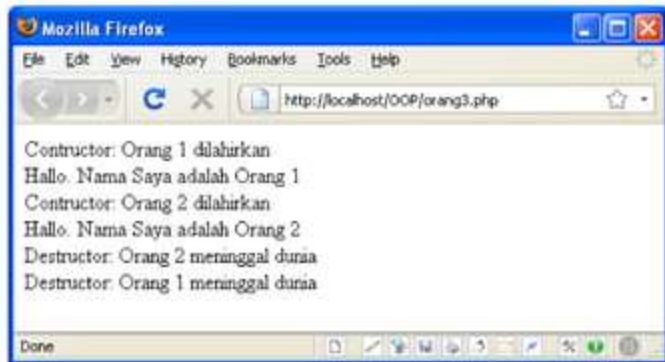 Mozilla Firefox
File Edit View History Bookmarks Tools Help
http://localhost/OOP/orang3.php
Contructor: Orang 1 dilahirkan
Hallo. Nama Saya adalah Orang 1
Contructor: Orang 2 dilahirkan
Hallo. Nama Saya adalah Orang 2
Destructor: Orang 2 meninggal dunia
Destructor: Orang 1 meninggal dunia
Done